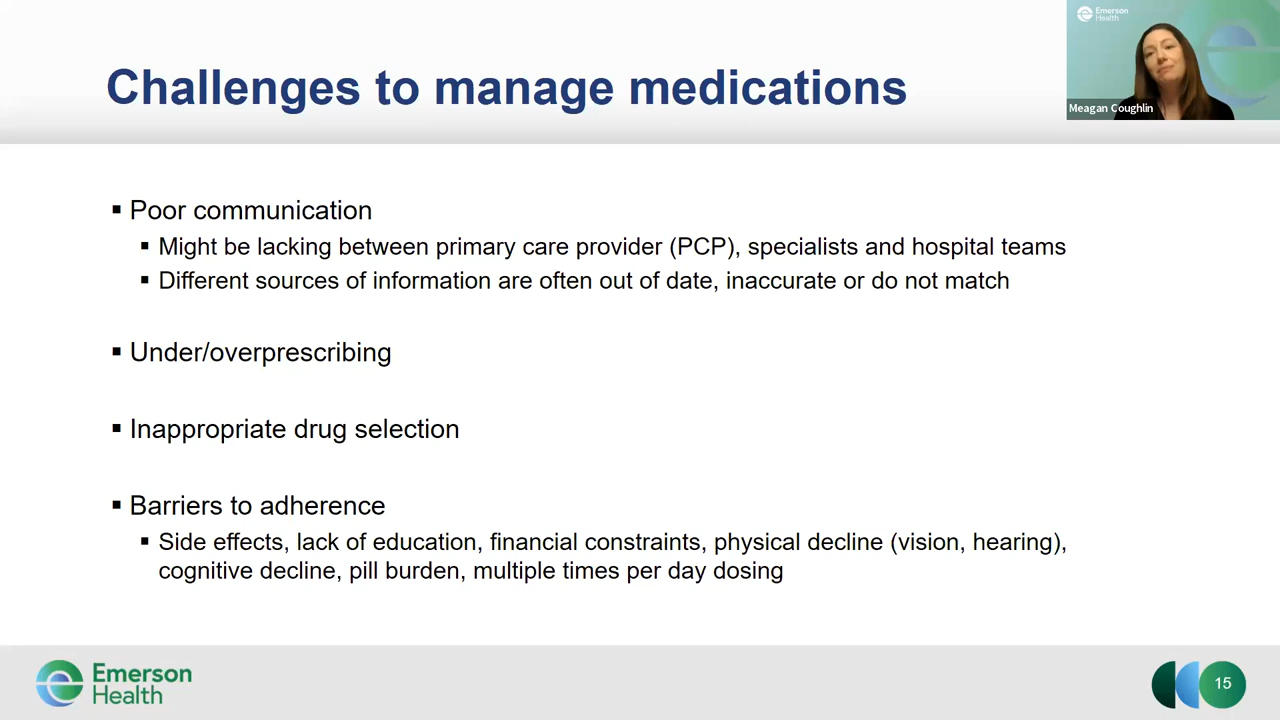 Emerson
Health
Challenges to manage medications
Meagan Coughlin
▪ Poor communication
▪ Might be lacking between primary care provider (PCP), specialists and hospital teams
▪ Different sources of information are often out of date, inaccurate or do not match
▪ Under/overprescribing
▪ Inappropriate drug selection
▪ Barriers to adherence
▪ Side effects, lack of education, financial constraints, physical decline (vision, hearing),
cognitive decline, pill burden, multiple times per day dosing
Emerson
Health
15